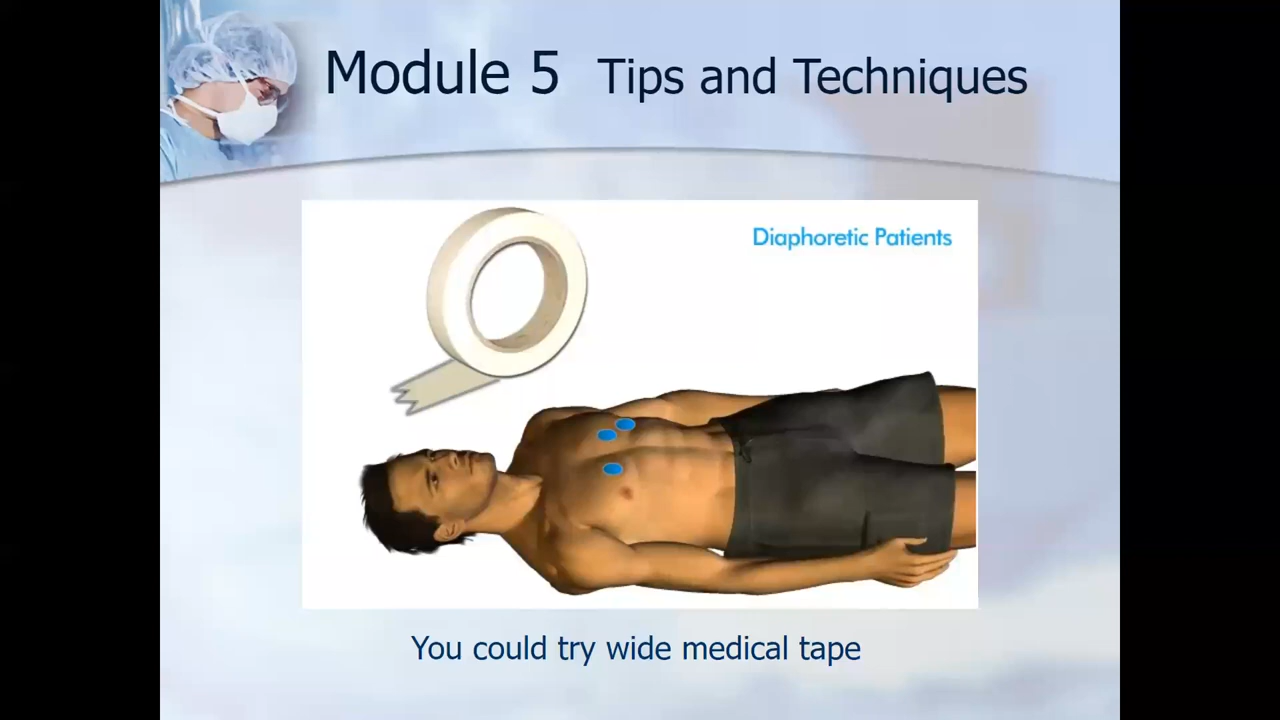 Module 5 Tips and Techniques
Diaphoretic Patients
You could try wide medical tape